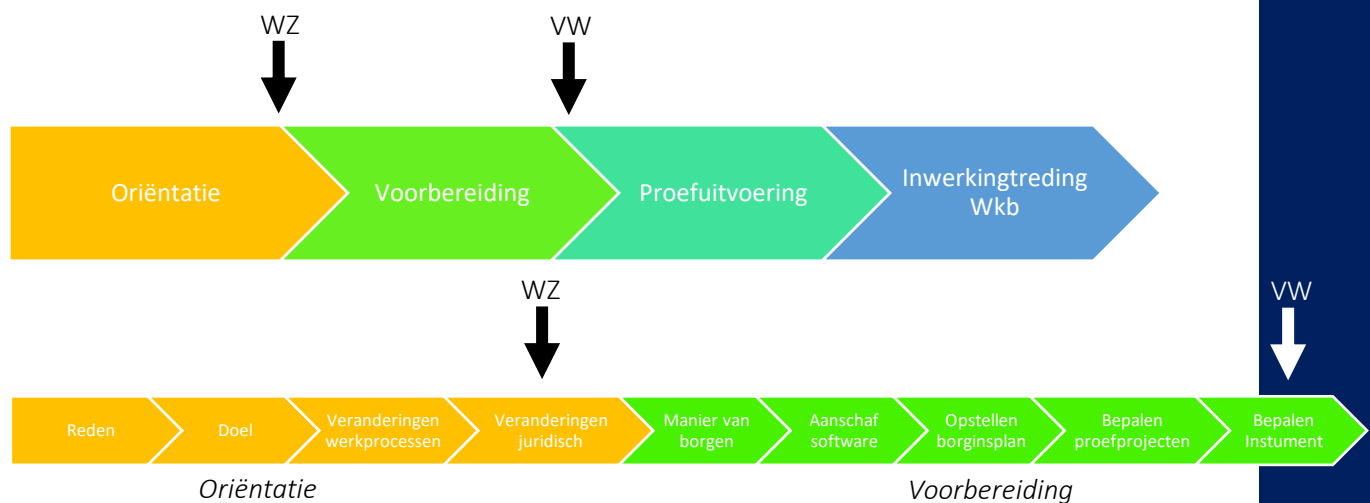 WZ
VW
Oriëntatie
Voorbereiding
Proefuitvoering
Inwerkingtreding
Wkb
WZ
VW
Reden
Doel
Veranderingen
werkprocessen
Veranderingen
juridisch
Manier van
borgen
Aanschaf
software
Opstellen
borginsplan
Bepalen
proefprojecten
Bepalen
Instument
Oriëntatie
Voorbereiding